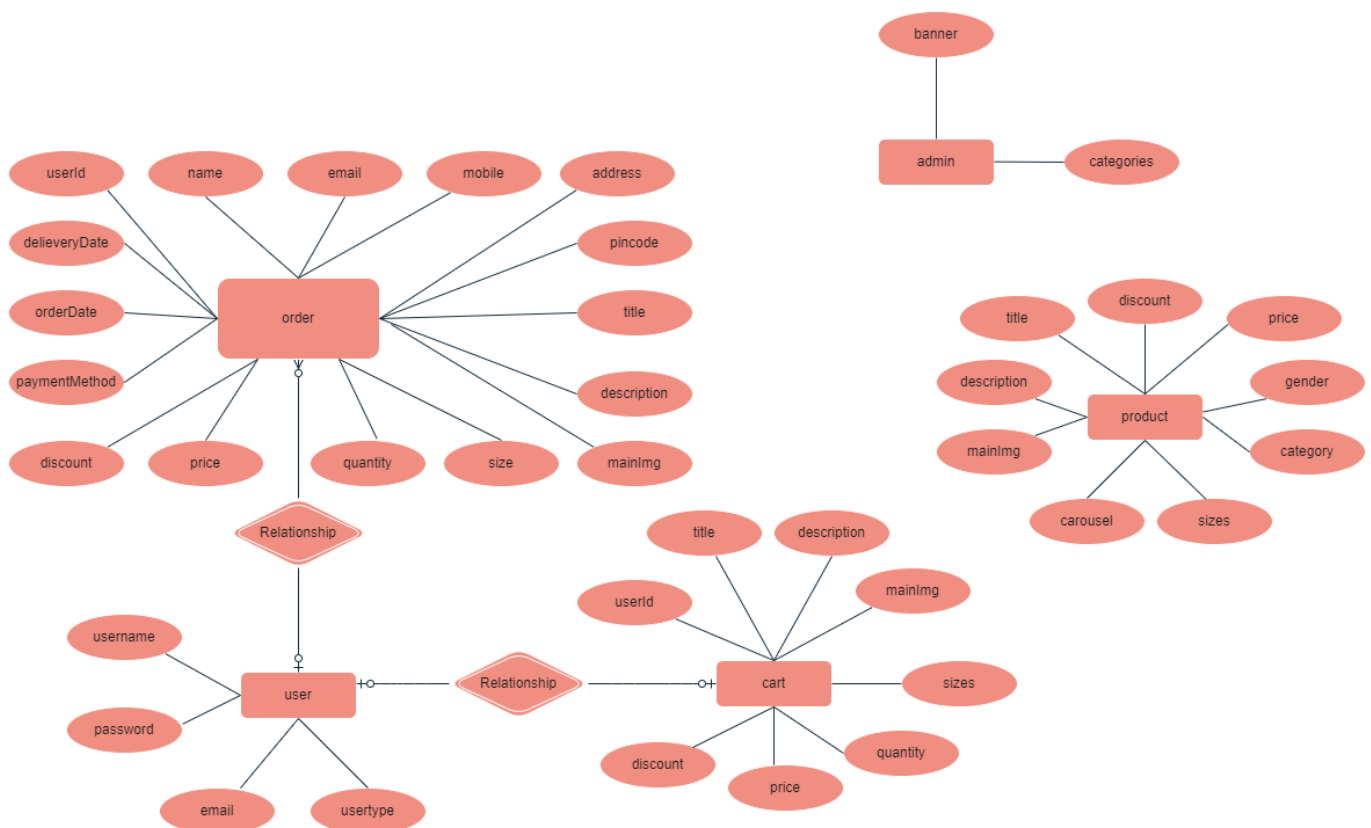 banner
admin
categories
userId
name
email
mobile
address
delieveryDate
pincode
orderDate
order
title
paymentMethod
description
discount
price
quantity
size
mainImg
Relationship
discount
title
price
description
gender
product
mainImg
category
carousel
sizes
title
description
userId
mainImg
username
user
Relationship
cart
sizes
password
discount
quantity
price
email
usertype